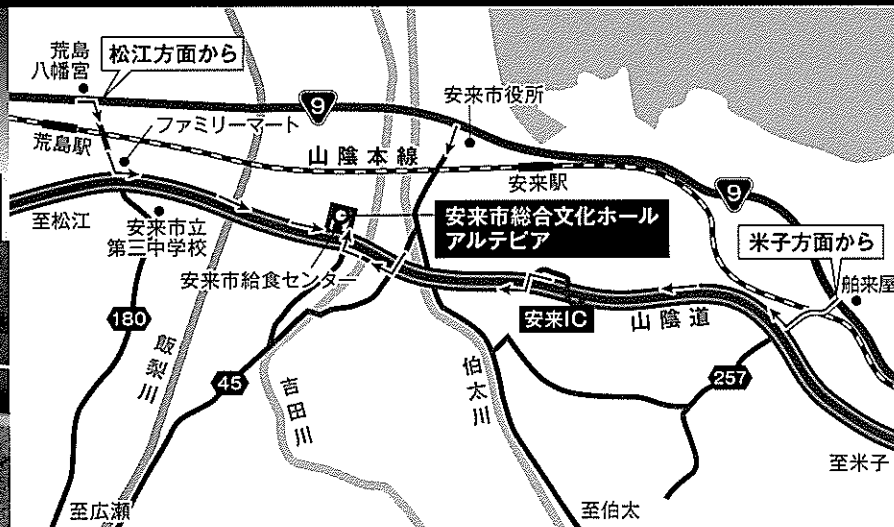 荒島
八幡宮
松江方面から
9
安来市役所
ファミリーマート
荒島駅
山陰本線
安来駅
9
至松江
安来市立
第三中学校
安来市総合文化ホール
アルテピア
米子方面から
安来市給食センター
舶来屋
安来IC
山陰道
180
飯梨川
45
吉田川
伯太川
257
至米子
至広瀬
至伯太